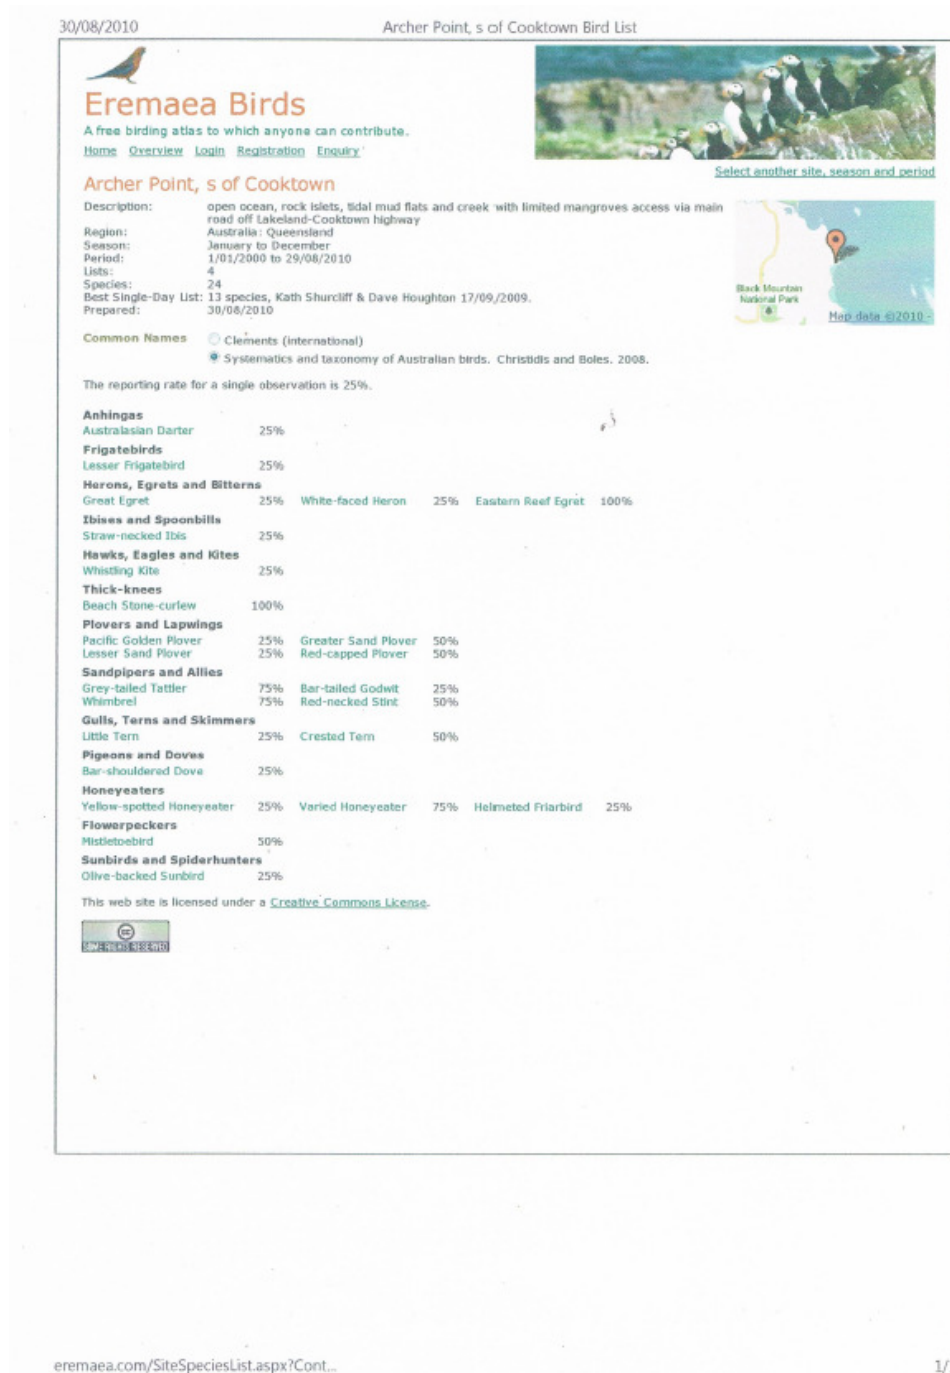 30/08/2010 Archer Point, s of Cooktown Bird List
Eremaea Birds
A free birding atlas to which anyone can contribute.
Home Overview Login Registration Enquiry
Select another site, season and period
Archer Point, s of Cooktown
Description: open ocean, rock islets, tidal mud flats and creek with limited mangroves access via main
road off Lakeland-Cooktown highway
Region: Australia: Queensland
Season: January to December
Period: 1/01/2000 to 29/08/2010
Lists: 4
Species: 24
Best Single-Day List: 13 species, Kath Shurcliff & Dave Houghton 17/09/2009.
Prepared: 30/08/2010
Black Mountain
National Park
Map data ©2010 -
Common Names Clements (international)
Systematics and taxonomy of Australian birds. Christidis and Boles. 2008.
The reporting rate for a single observation is 25%.
Anhingas
Australasian Darter 25%
Frigatebirds
Lesser Frigatebird 25%
Herons, Egrets and Bitterns
Great Egret 25% White-faced Heron 25% Eastern Reef Egret 100%
Ibises and Spoonbills
Straw-necked Ibis 25%
Hawks, Eagles and Kites
Whistling Kite 25%
Thick-knees
Beach Stone-curlew 100%
Plovers and Lapwings
Pacific Golden Plover 25% Greater Sand Plover 50%
Lesser Sand Plover 25% Red-capped Plover 50%
Sandpipers and Allies
Grey-tailed Tattler 75% Bar-tailed Godwit 25%
Whimbrel 75% Red-necked Stint 50%
Gulls, Terns and Skimmers
Little Tern 25% Crested Tern 50%
Pigeons and Doves
Bar-shouldered Dove 25%
Honeyeaters
Yellow-spotted Honeyeater 25% Varied Honeyeater 75% Helmeted Friarbird 25%
Flowerpeckers
Mistletoebird 50%
Sunbirds and Spiderhunters
Olive-backed Sunbird 25%
This web site is licensed under a Creative Commons License.
cc
SOME RIGHTS RESERVED
eremaea.com/SiteSpeciesList.aspx?Cont... 1/